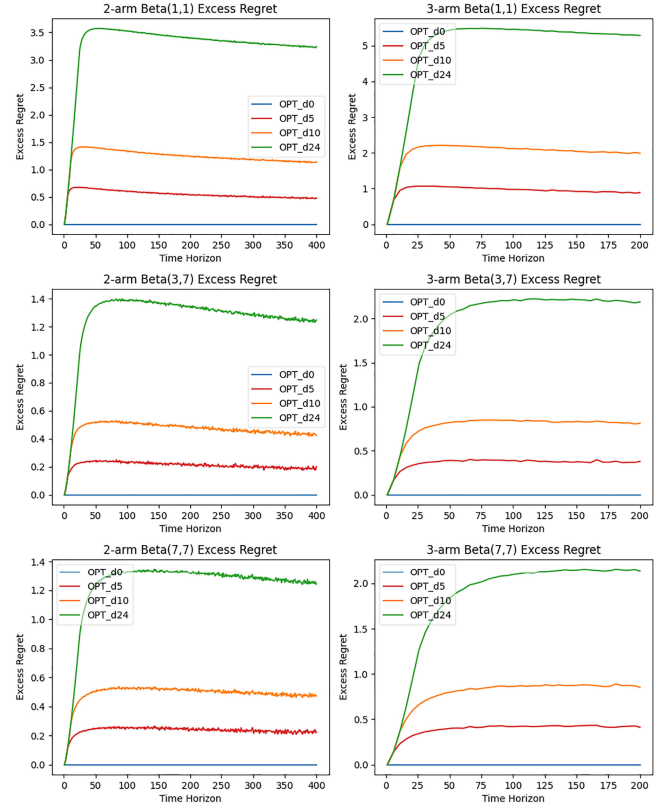 2-arm Beta(1,1) Excess Regret
Excess Regret
3.5
3.0
2.5
2.0
1.5
1.0
0.5
0.0
OPT_d0
OPT_d5
OPT_d10
OPT_d24
0 50 100 150 200 250 300 350 400
Time Horizon
3-arm Beta(1,1) Excess Regret
Excess Regret
5
4
3
2
1
0
OPT_d0
OPT_d5
OPT_d10
OPT_d24
0 25 50 75 100 125 150 175 200
Time Horizon
2-arm Beta(3,7) Excess Regret
Excess Regret
1.4
1.2
1.0
0.8
0.6
0.4
0.2
0.0
OPT_d0
OPT_d5
OPT_d10
OPT_d24
0 50 100 150 200 250 300 350 400
Time Horizon
3-arm Beta(3,7) Excess Regret
Excess Regret
2.0
1.5
1.0
0.5
0.0
OPT_d0
OPT_d5
OPT_d10
OPT_d24
0 25 50 75 100 125 150 175 200
Time Horizon
2-arm Beta(7,7) Excess Regret
Excess Regret
1.4
1.2
1.0
0.8
0.6
0.4
0.2
0.0
OPT_d0
OPT_d5
OPT_d10
OPT_d24
0 50 100 150 200 250 300 350 400
Time Horizon
3-arm Beta(7,7) Excess Regret
Excess Regret
2.0
1.5
1.0
0.5
0.0
OPT_d0
OPT_d5
OPT_d10
OPT_d24
0 25 50 75 100 125 150 175 200
Time Horizon